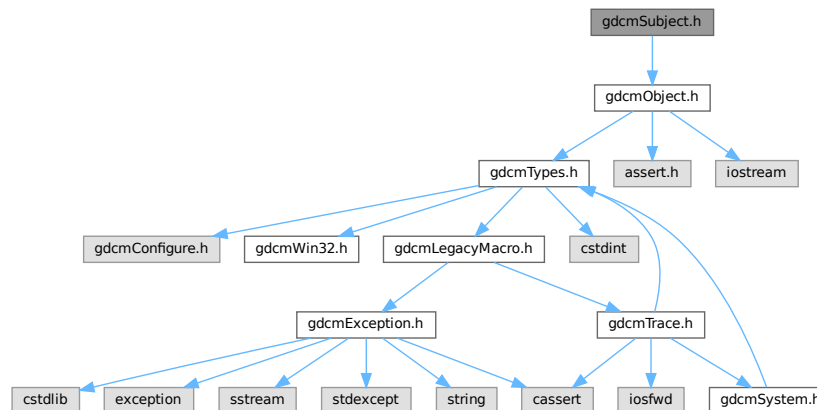 gdcmSubject.h
gdcmObject.h
gdcmTypes.h
assert.h
iostream
gdcmConfigure.h
gdcmWin32.h
gdcmLegacyMacro.h
cstdint
gdcmException.h
gdcmTrace.h
cstdlib
exception
sstream
stdexcept
string
cassert
iosfwd
gdcmSystem.h